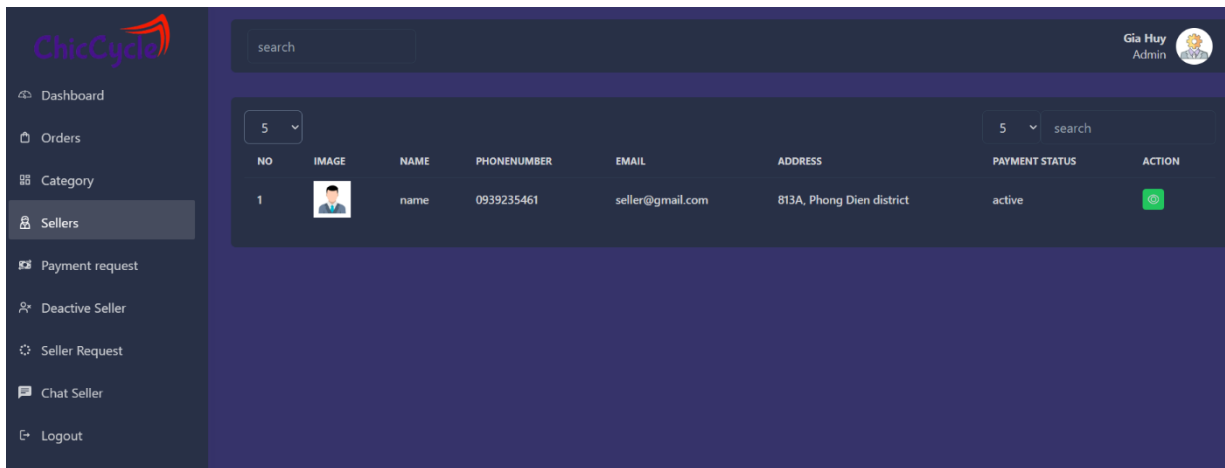 ChicCycle
Dashboard
Orders
Category
Sellers
Payment request
Deactive Seller
Seller Request
Chat Seller
Logout
search
Gia Huy
Admin
5
5 search
NO IMAGE NAME PHONENUMBER EMAIL ADDRESS PAYMENT STATUS ACTION
1 name 0939235461 seller@gmail.com 813A, Phong Dien district active